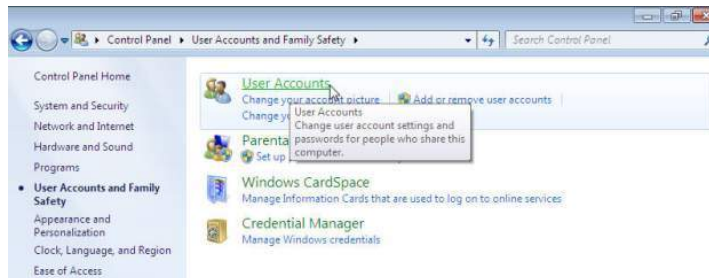 Control Panel User Accounts and Family Safety Search Control Panel
Control Panel Home
System and Security
Network and Internet
Hardware and Sound
Programs
User Accounts and Family
Safety
Appearance and
Personalization
Clock, Language, and Region
Ease of Access
User Accounts
Change your account picture Add or remove user accounts
Change
User Accounts
Change user account settings and
passwords for people who share this
computer.
Set up
Windows CardSpace
Manage Information Cards that are used to log on to online services
Credential Manager
Manage Windows credentials